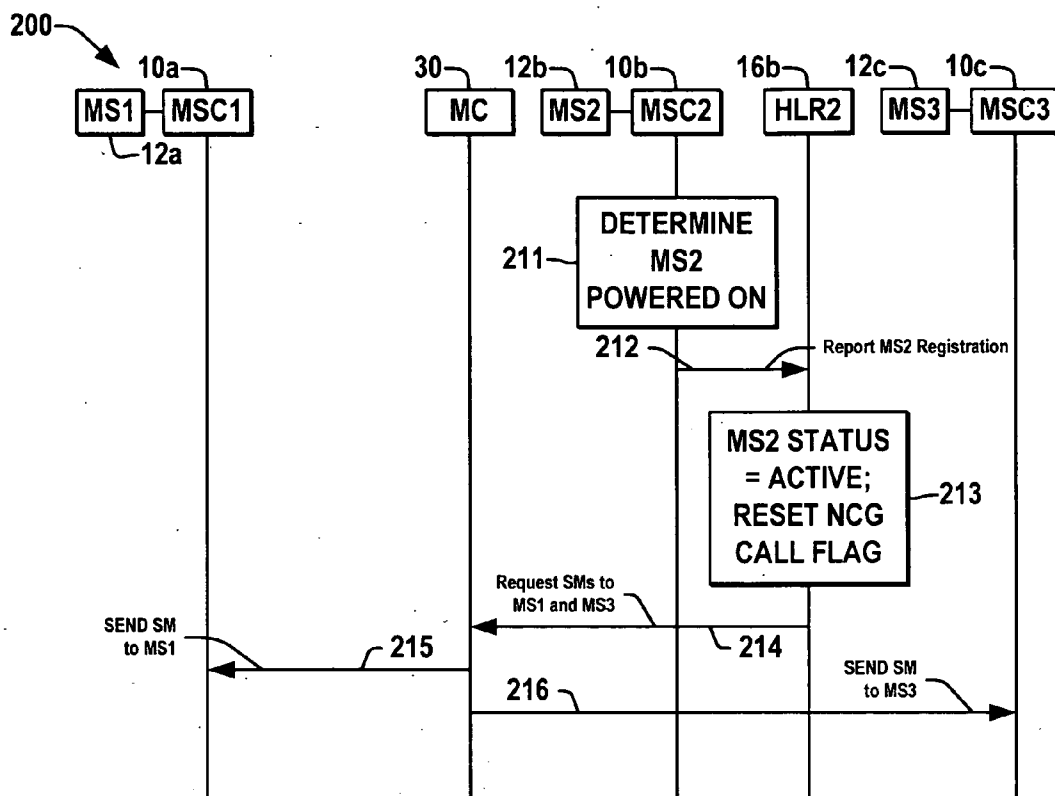 200
10a
30
12b
10b
16b
12c
10c
MS1
MSC1
MC
MS2
MSC2
HLR2
MS3
MSC3
12a
DETERMINE
MS2
POWERED ON
211
212
Report MS2 Registration
MS2 STATUS
= ACTIVE;
RESET NCG
CALL FLAG
213
Request SMs to
MS1 and MS3
214
SEND SM
to MS1
215
216
SEND SM
to MS3